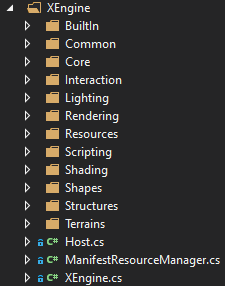 XEngine
BuiltIn
Common
Core
Interaction
Lighting
Rendering
Resources
Scripting
Shading
Shapes
Structures
Terrains
C# Host.cs
C# ManifestResourceManager.cs
C# XEngine.cs